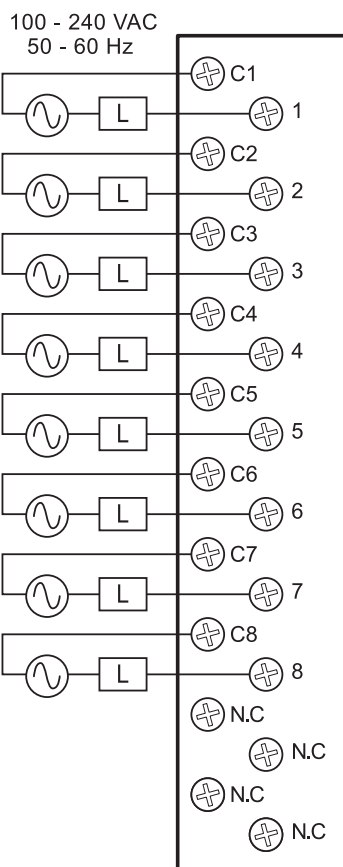 100 - 240 VAC
50 - 60 Hz
C1
L 1
C2
L 2
C3
L 3
C4
L 4
C5
L 5
C6
L 6
C7
L 7
C8
L 8
N.C
N.C
N.C
N.C